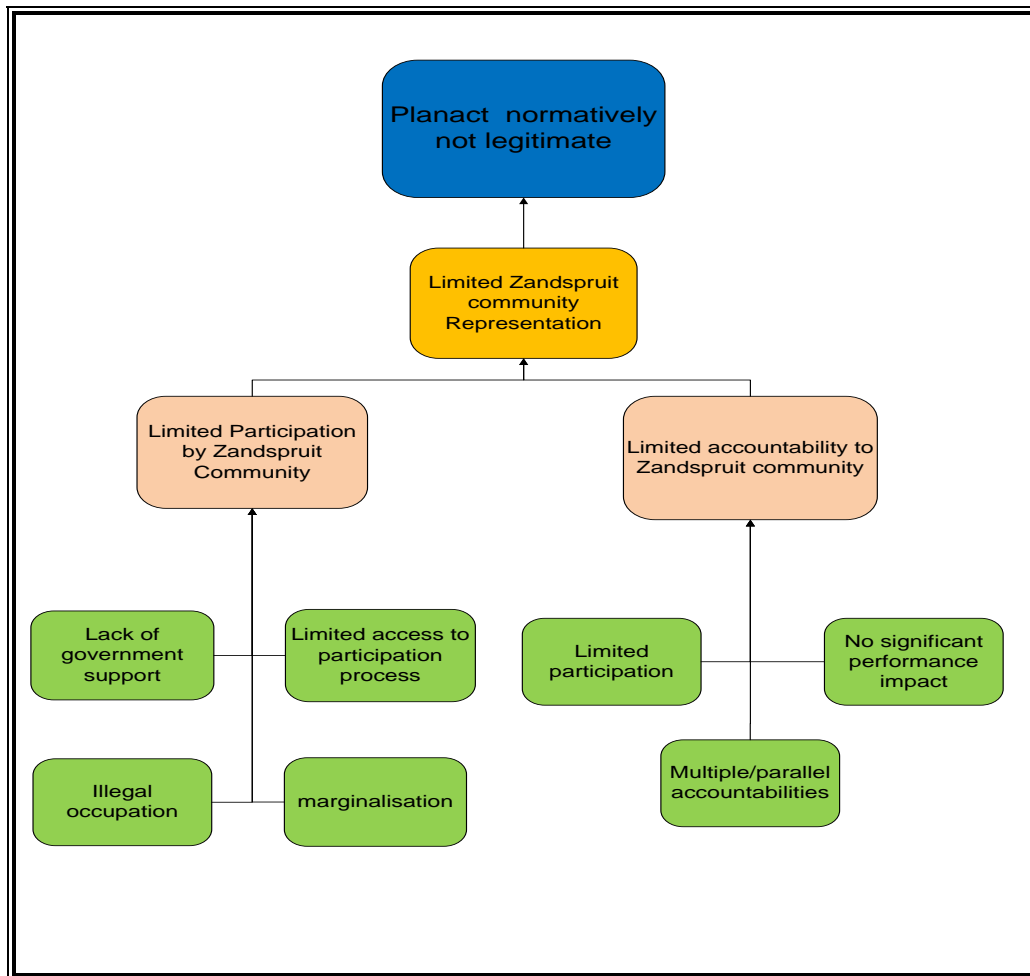 Planact normatively
not legitimate
Limited Zandspruit
community
Representation
Limited Participation
by Zandspruit
Community
Limited accountability to
Zandspruit community
Lack of
government
support
Limited access to
participation
process
Illegal
occupation
marginalisation
Limited
participation
No significant
performance
impact
Multiple/parallel
accountabilities